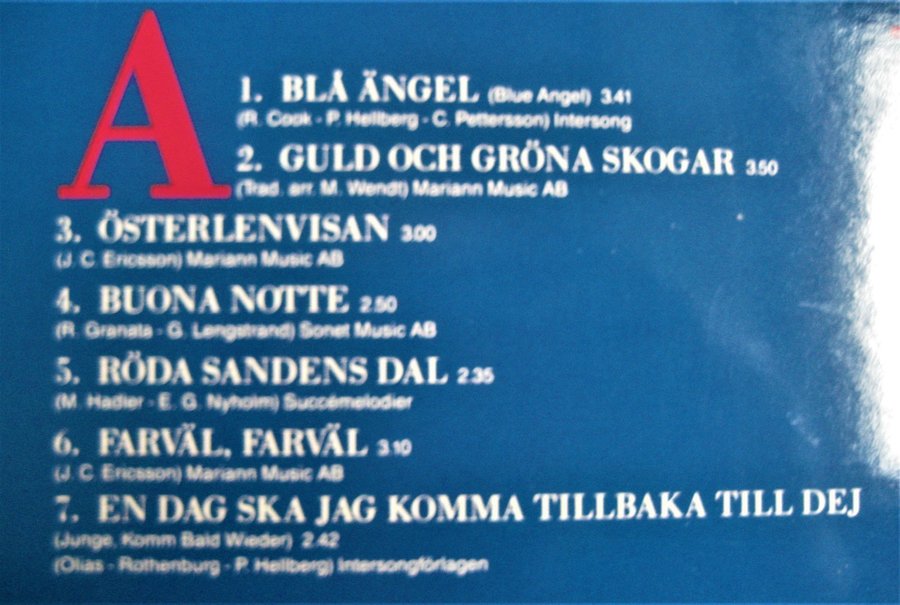 A
1. BLÅ ÄNGEL (Blue Angel) 3.41
(R. Cook - P. Hellberg - C. Pettersson) Intersong
2. GULD OCH GRÖNA SKOGAR 3.50
(Trad. arr. M. Wendt) Mariann Music AB
3. ÖSTERLENVISAN 3.00
(J. C. Ericsson) Mariann Music AB
4. BUONA NOTTE 2.50
(R. Granata - G. Lengstrand) Sonet Music AB
5. RÖDA SANDENS DAL 2.35
(M. Hadler - E. G. Nyholm) Succémelodier
6. FARVÄL, FARVÄL 3.10
(J. C. Ericsson) Mariann Music AB
7. EN DAG SKA JAG KOMMA TILLBAKA TILL DEJ
(Junge, Komm Bald Wieder) 2.42
(Olias - Rothenburg - P. Hellberg) Intersongförlagen